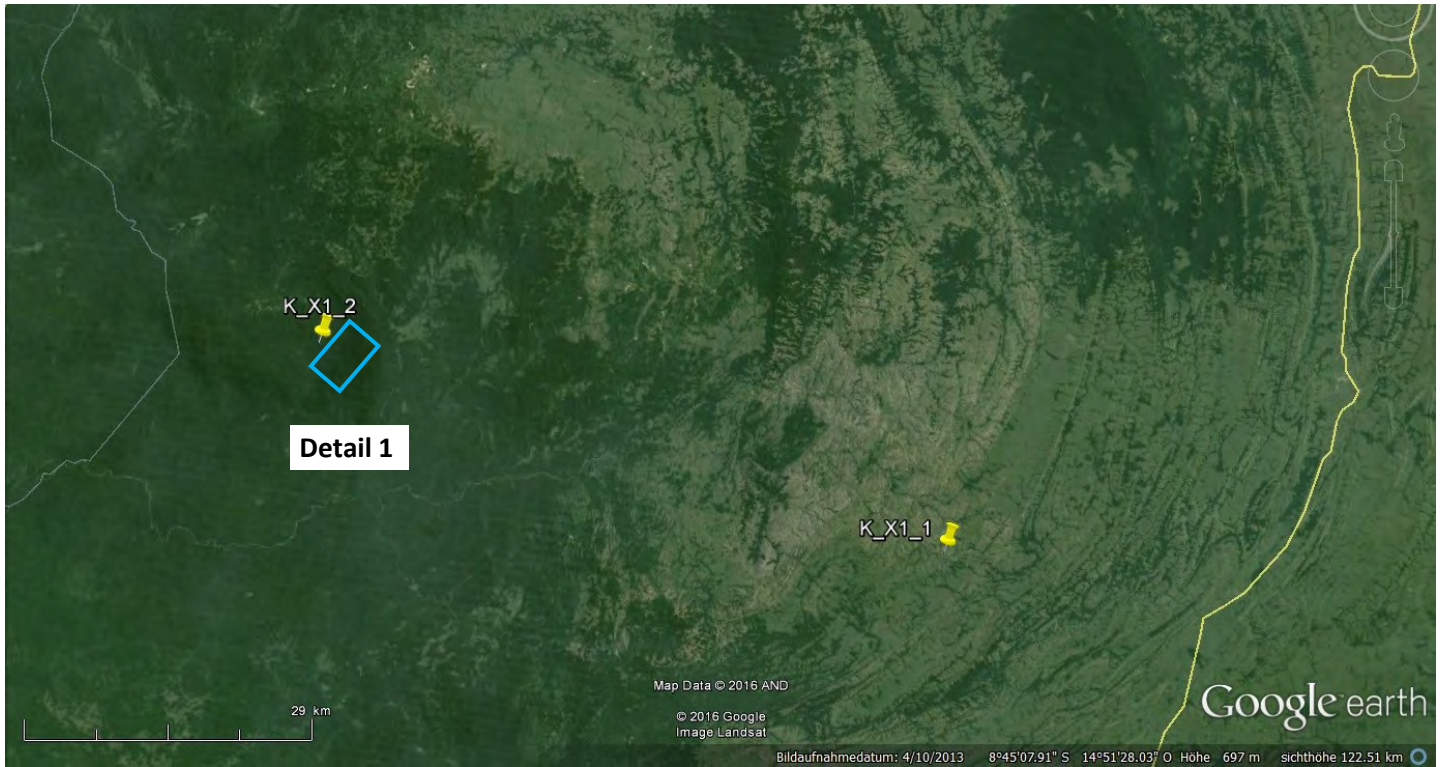 K_X1_2
Detail 1
K_X1_1
Map Data © 2016 AND
29 km
© 2016 Google
Image Landsat
Google earth
Bildaufnahmedatum: 4/10/2013 8°45'07.91" S 14°51'28.03" O Höhe 697 m sichthöhe 122.51 km